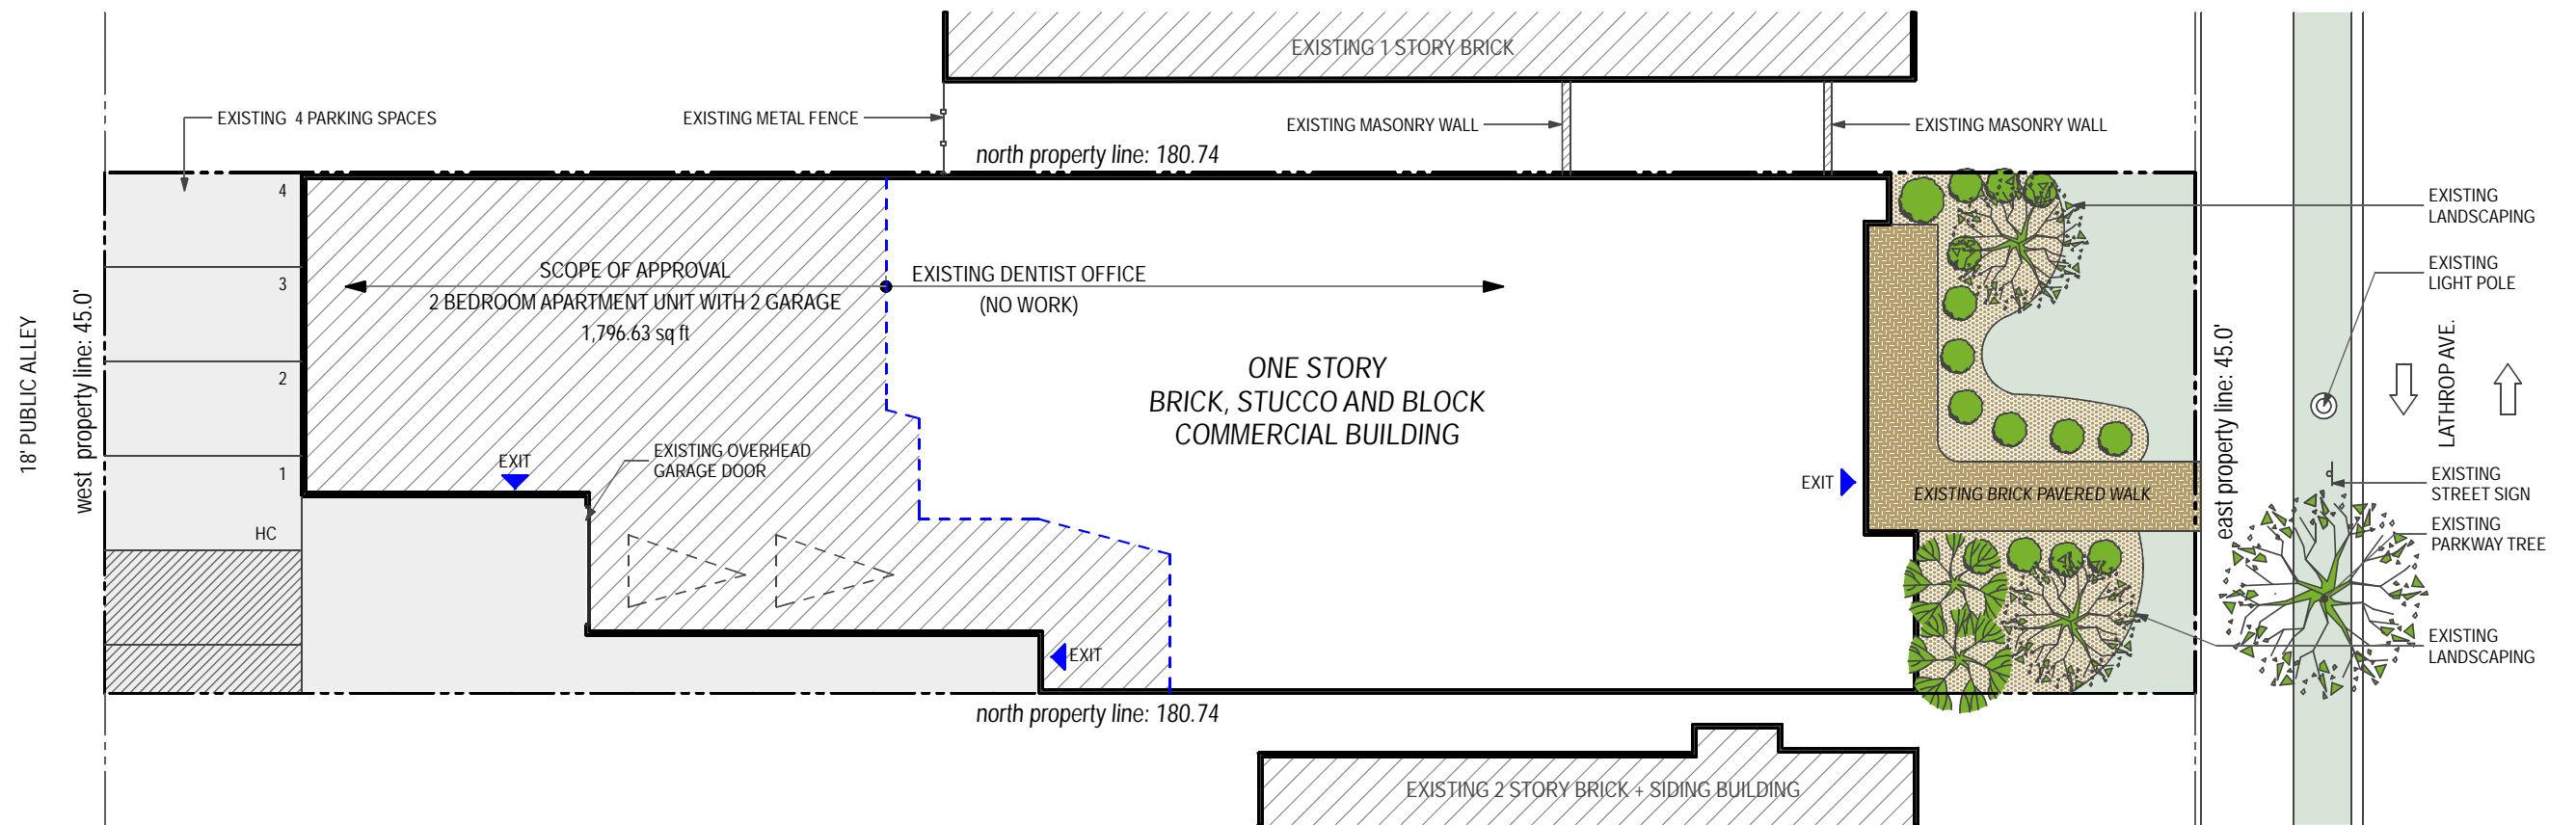 EXISTING 1 STORY BRICK
EXISTING  4 PARKING SPACES
EXISTING METAL FENCE
EXISTING MASONRY WALL
EXISTING MASONRY WALL
north property line: 180.74
4
3
2
1
HC
18' PUBLIC ALLEY
west  property line: 45.0'
SCOPE OF APPROVAL
2 BEDROOM APARTMENT UNIT WITH 2 GARAGE
1,796.63 sq ft
EXISTING DENTIST OFFICE
(NO WORK)
ONE STORY
BRICK, STUCCO AND BLOCK
COMMERCIAL BUILDING
EXIT
EXISTING OVERHEAD
GARAGE DOOR
EXIT
EXISTING BRICK PAVERED WALK
EXIT
east property line: 45.0'
LATHROP AVE.
EXISTING
LANDSCAPING
EXISTING
LIGHT POLE
EXISTING
STREET SIGN
EXISTING
PARKWAY TREE
EXISTING
LANDSCAPING
north property line: 180.74
EXISTING 2 STORY BRICK + SIDING BUILDING